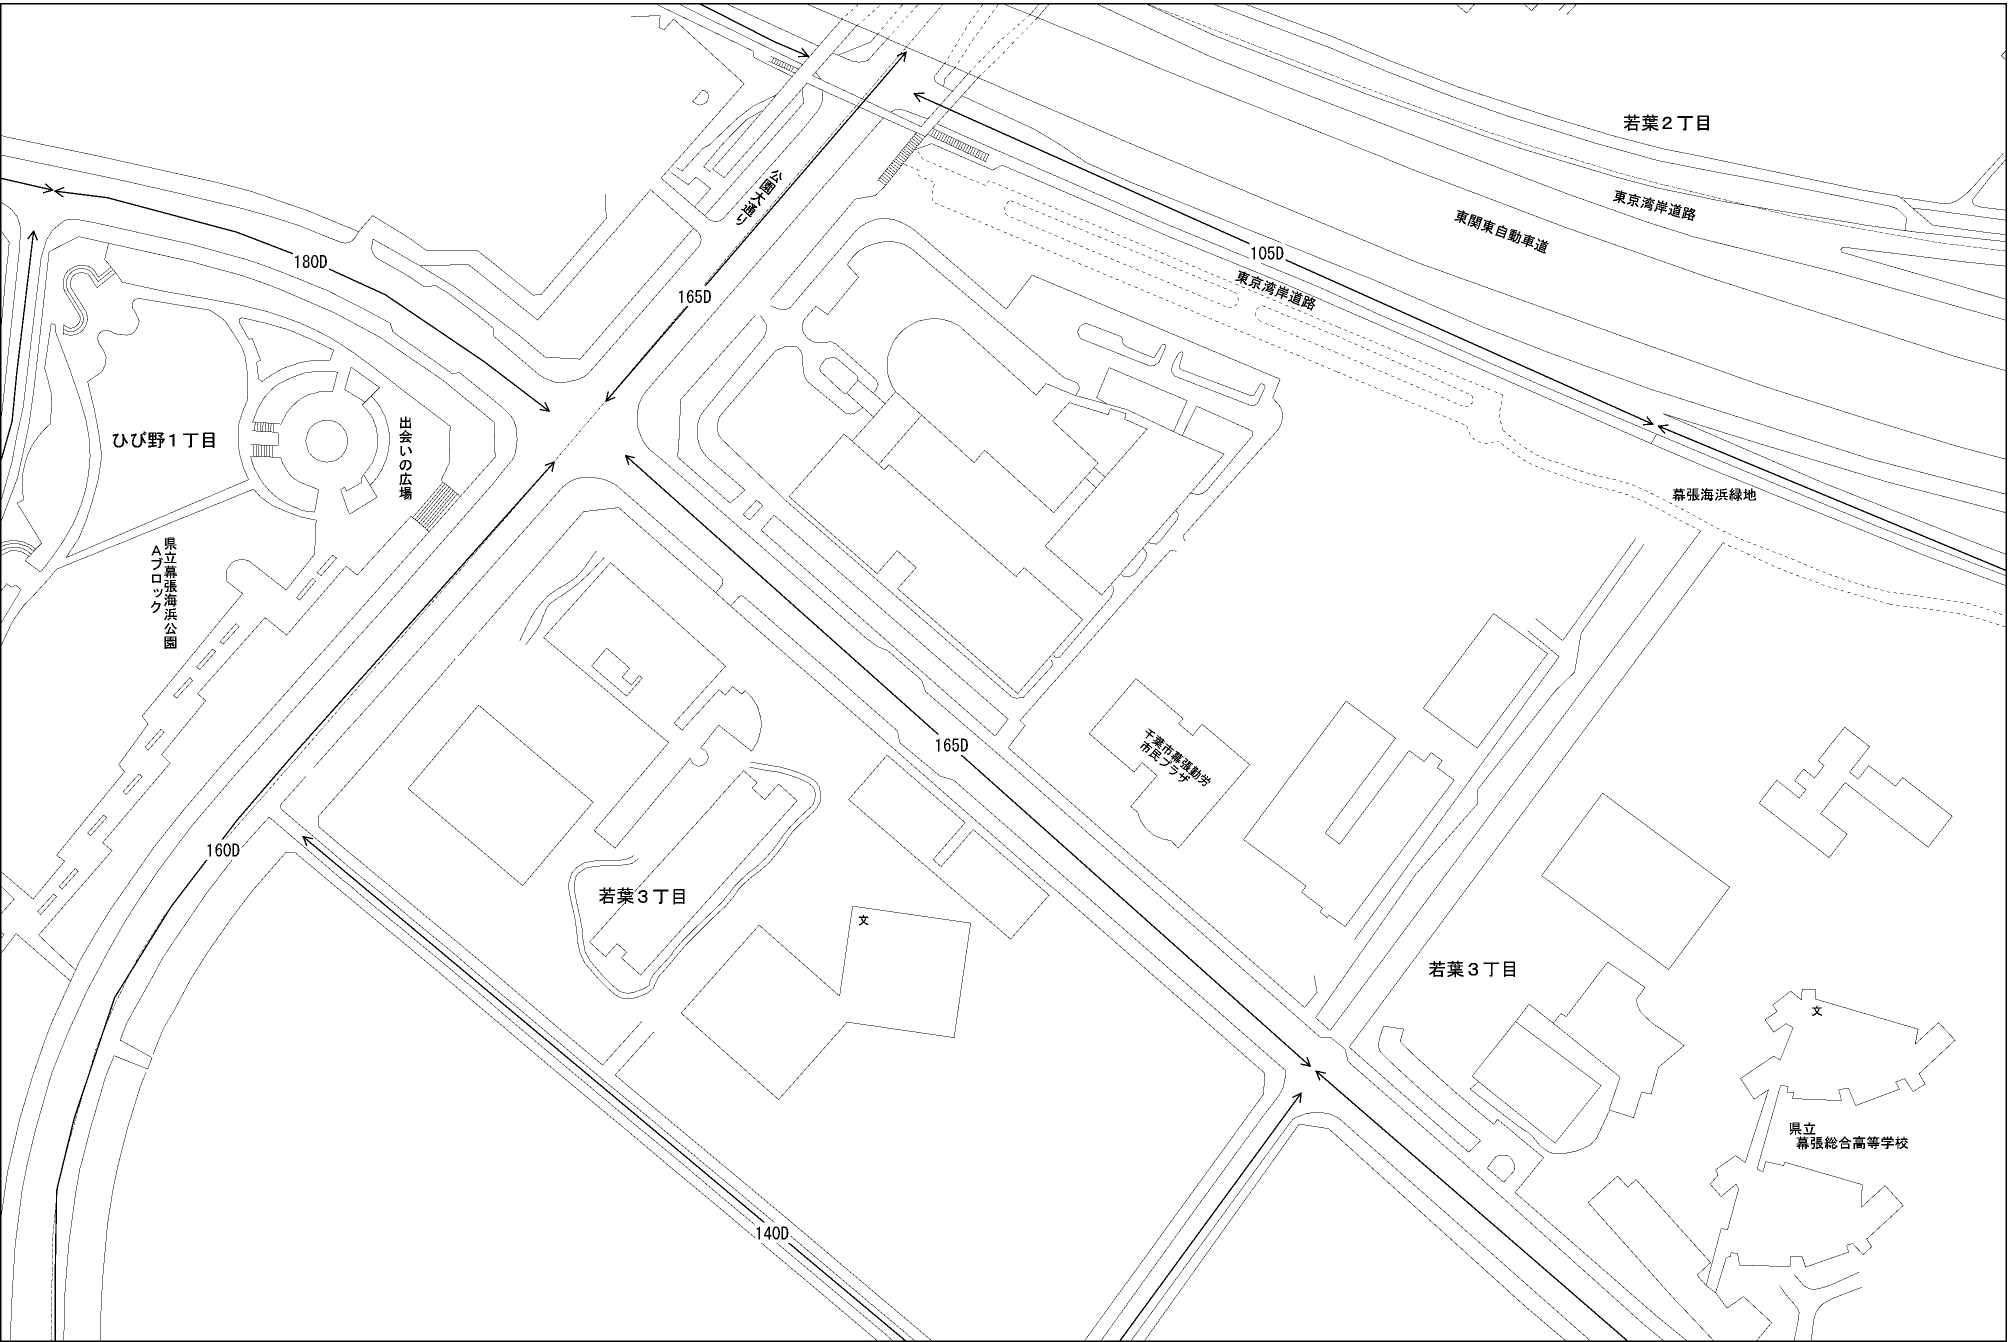 若葉２丁目
公園大通り
東京湾岸道路
東関東自動車道
105D
180D
東京湾岸道路
165D
ひび野１丁目
出会いの広場
幕張海浜緑地
県立幕張海浜公園
Ａブロック
165D
千葉市幕張勤労
市民プラザ
160D
若葉３丁目
文
若葉３丁目
文
県立
幕張総合高等学校
140D